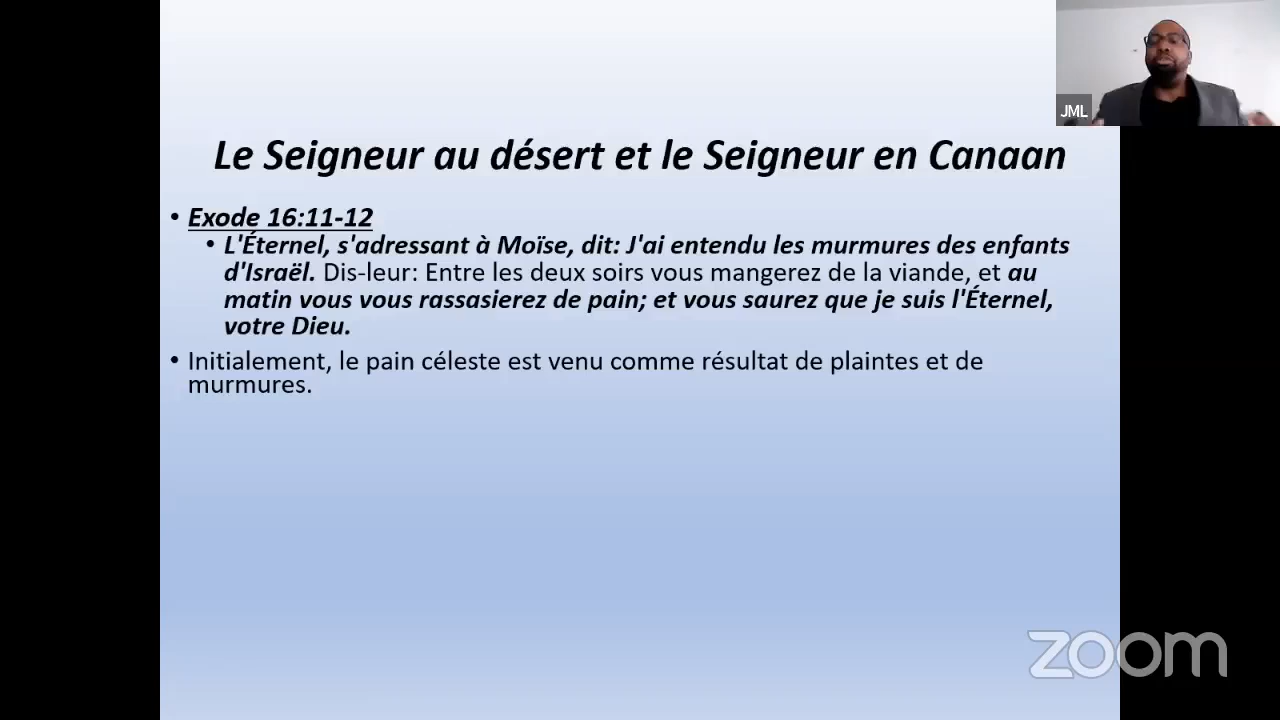 JML
Le Seigneur au désert et le Seigneur en Canaan
• Exode 16:11-12
• L'Éternel, s'adressant à Moïse, dit: J'ai entendu les murmures des enfants
d'Israël. Dis-leur: Entre les deux soirs vous mangerez de la viande, et au
matin vous vous rassasierez de pain; et vous saurez que je suis l'Éternel,
votre Dieu.
• Initialement, le pain céleste est venu comme résultat de plaintes et de
murmures.
zoom